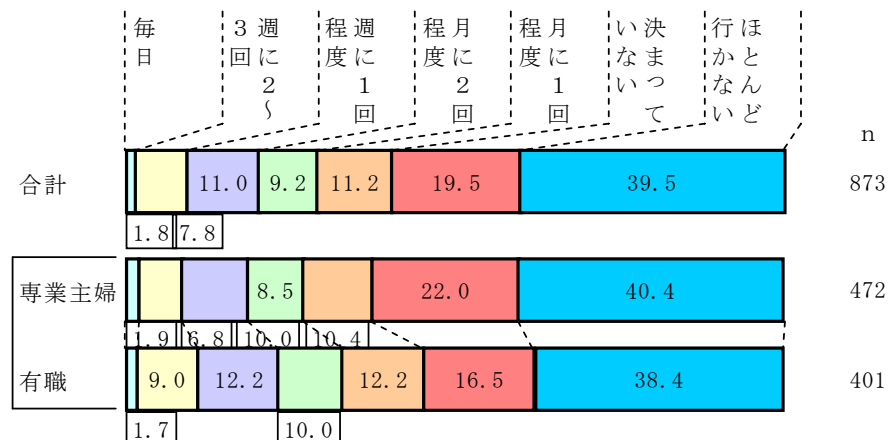 毎日
週に2～
3回
週に1回
程度
月に2回
程度
月に1回
程度
決まって
いない
ほとんど
行かない
n
合計
11.0 9.2 11.2 19.5 39.5
873
1.8 7.8
専業主婦
8.5 22.0 40.4
472
1.9 6.8 10.0 10.4
有職
9.0 12.2 12.2 16.5 38.4
401
1.7 10.0